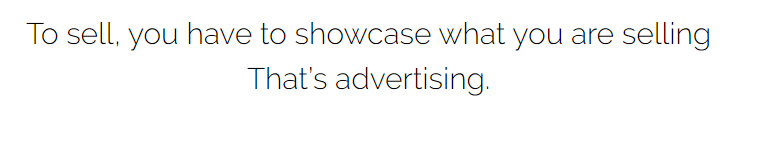 To sell, you have to showcase what you are selling
That's advertising.